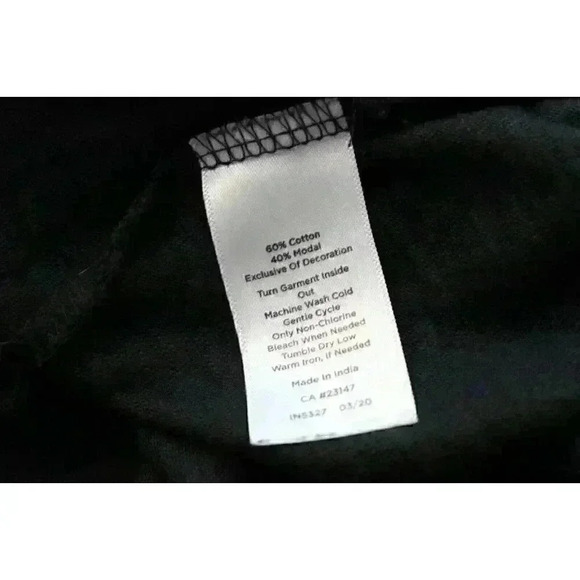 60% Cotton
40% Modal
Exclusive Of Decoration
Turn Garment Inside
Out
Machine Wash Cold
Gentle Cycle
Only Non-Chlorine
Bleach When Needed
Tumble Dry Low
Warm Iron, If Needed
Made In India
CA #23147
IN5327 03/20